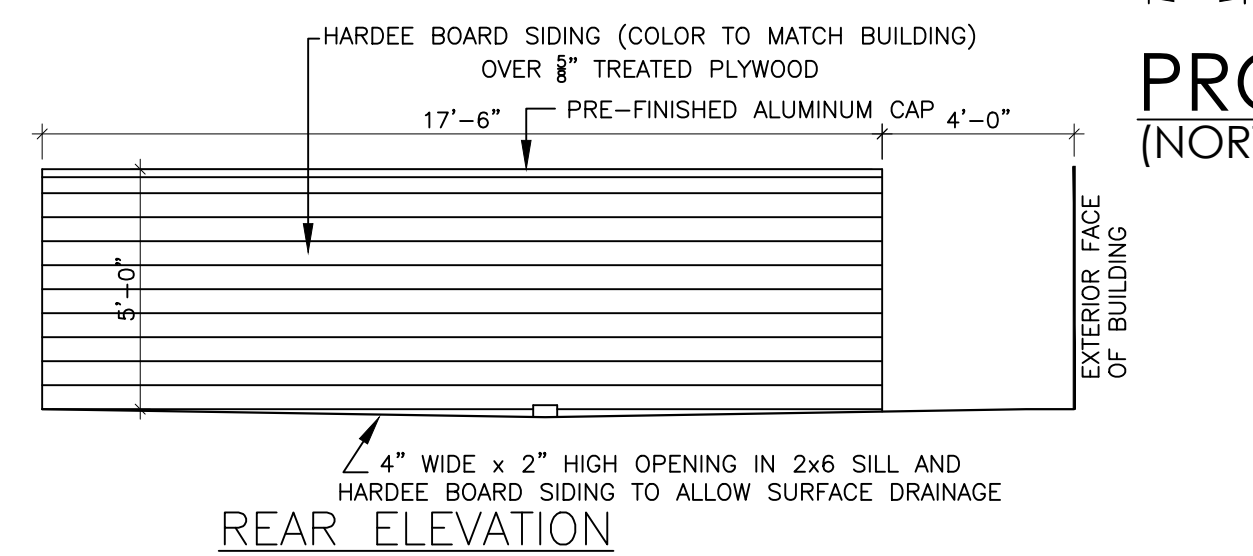 HARDEE BOARD SIDING (COLOR TO MATCH BUILDING)
OVER 5/8" TREATED PLYWOOD
PRE-FINISHED ALUMINUM CAP
17'-6"
4'-0"
5'-0"
EXTERIOR FACE
OF BUILDING
4" WIDE x 2" HIGH OPENING IN 2x6 SILL AND
HARDEE BOARD SIDING TO ALLOW SURFACE DRAINAGE
REAR ELEVATION